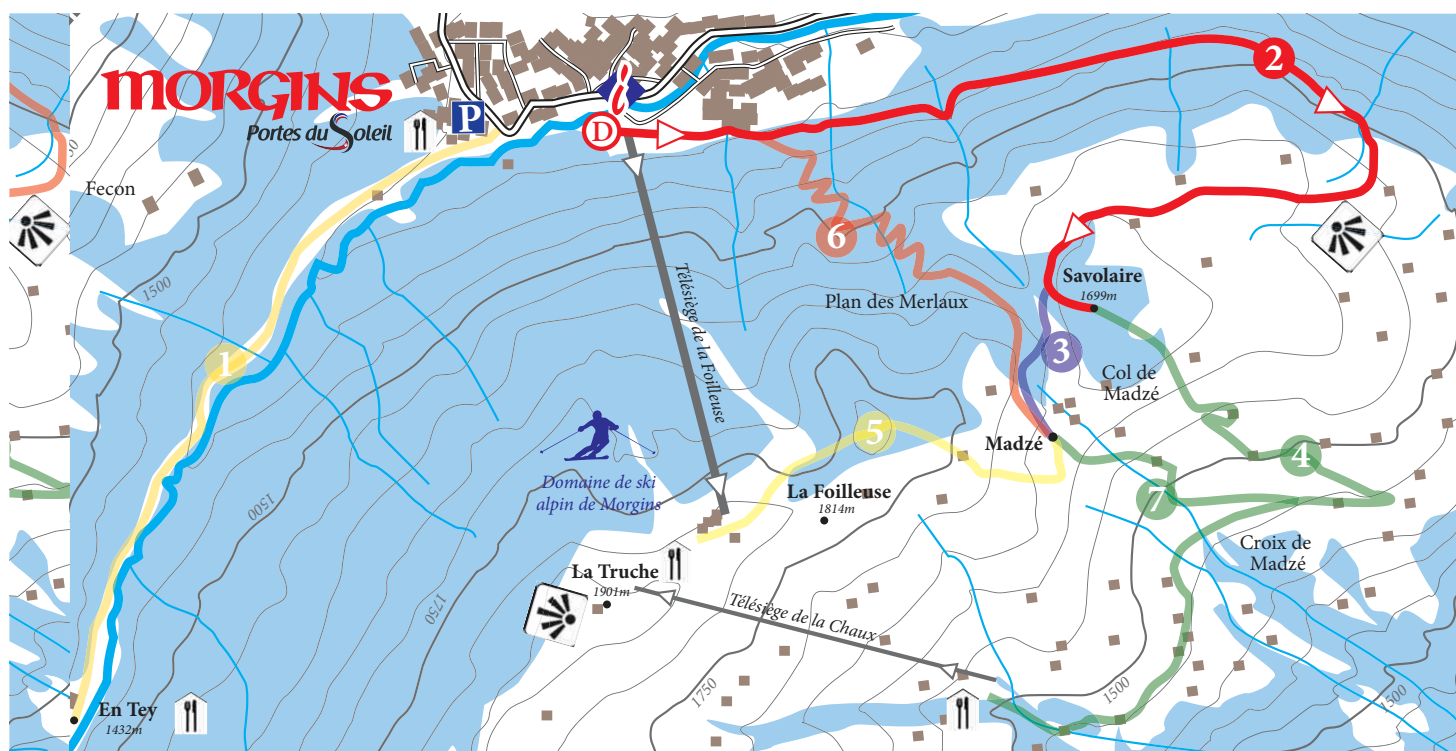 MORGINS
Portes du Soleil
P
i
D
2
Fecon
6
Savolaire
1699m
Plan des Merlaux
1500
Télésiège de la Foilleuse
1
3
Col de
Madzé
5
Madzé
4
Domaine de ski
alpin de Morgins
La Foilleuse
1814m
7
1500
Croix de
Madzé
La Truche
1901m
Télésiège de la Chaux
1750
1750
1500
1500
En Tey
1432m